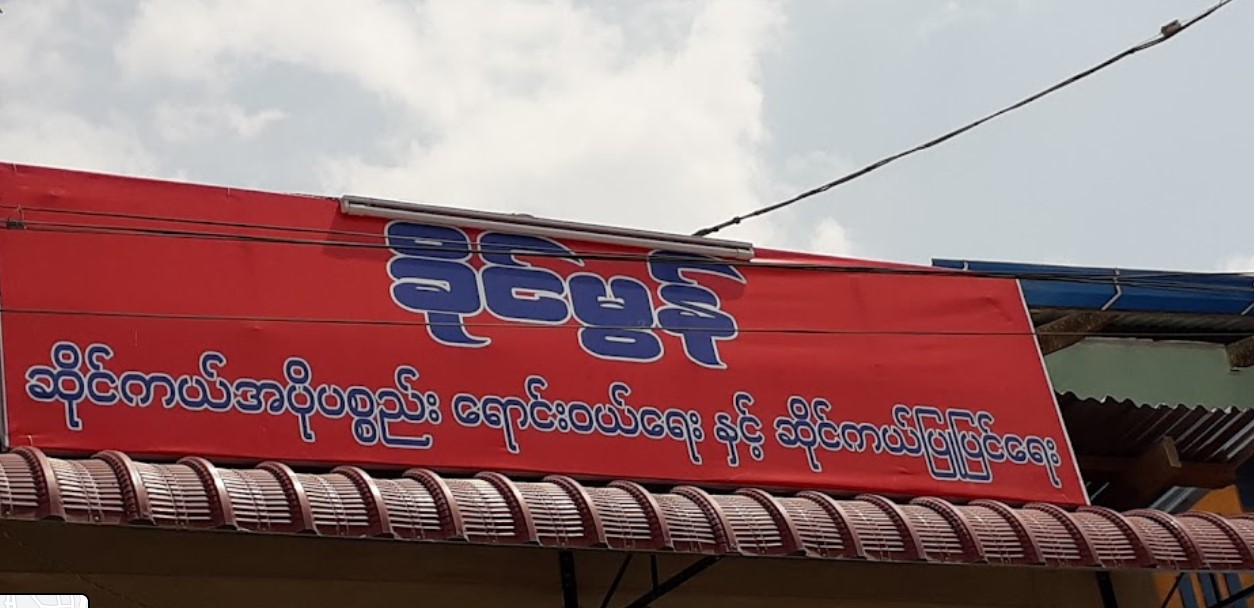 ခိုင်မွန်
ဆိုင်ကယ်အပိုပစ္စည်း ရောင်းဝယ်ရေး နှင့် ဆိုင်ကယ်ပြုပြင်ရေး